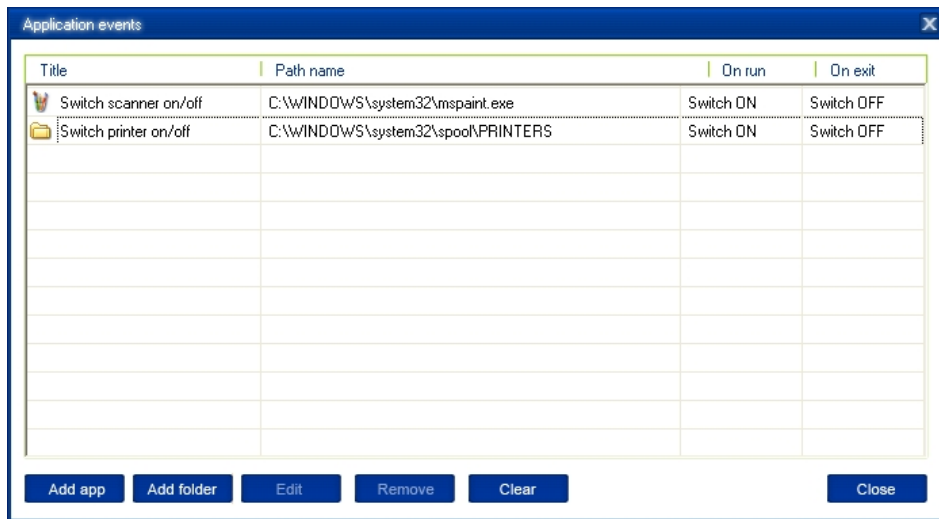 Application events
Title Path name On run On exit
Switch scanner on/off C:\WINDOWS\system32\mspaint.exe Switch ON Switch OFF
Switch printer on/off C:\WINDOWS\system32\spool\PRINTERS Switch ON Switch OFF
Add app Add folder Edit Remove Clear Close